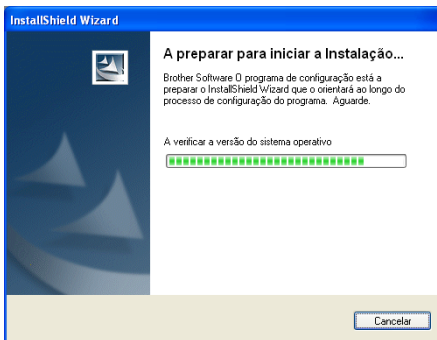 InstallShield Wizard
A preparar para iniciar a Instalação...
Brother Software O programa de configuração está a
preparar o InstallShield Wizard que o orientará ao longo do
processo de configuração do programa. Aguarde.
A verificar a versão do sistema operativo
Cancelar